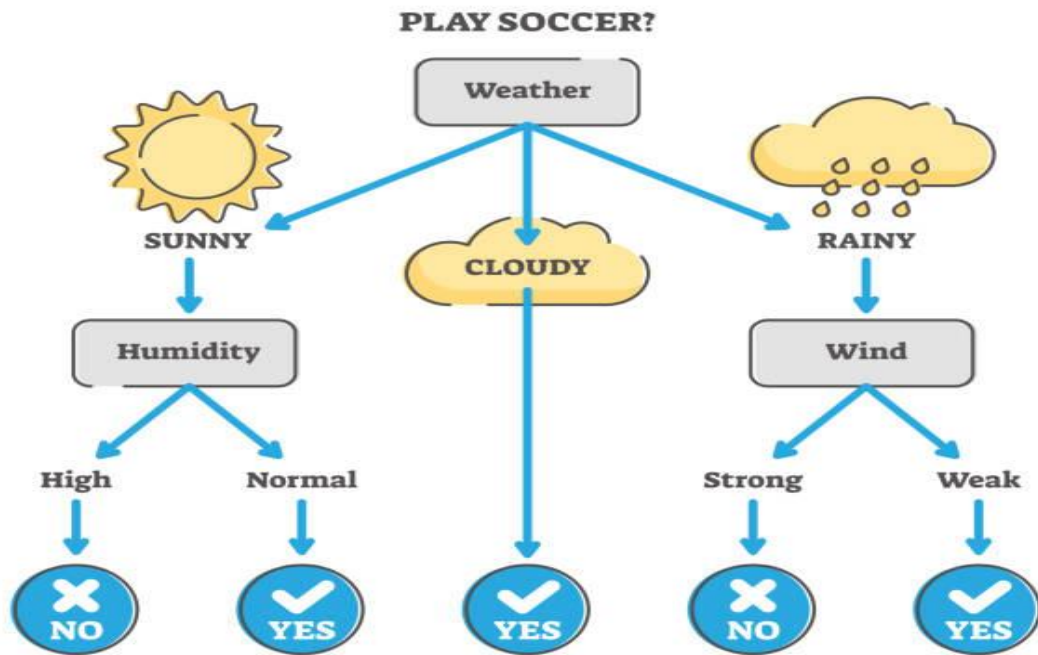 PLAY SOCCER?
Weather
SUNNY
CLOUDY
RAINY
Humidity
Wind
High
Normal
Strong
Weak
NO
YES
YES
NO
YES